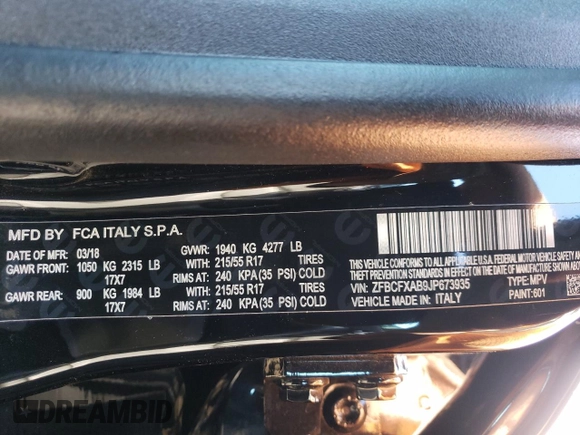 MFD BY FCA ITALY S.P.A.
DATE OF MFR: 03/18 GVWR: 1940 KG 4277 LB
GAWR FRONT: 1050 KG 2315 LB WITH: 215/55 R17 TIRES
17X7 RIMS AT: 240 KPA(35 PSI) COLD
GAWR REAR: 900 KG 1984 LB WITH: 215/55 R17 TIRES
17X7 RIMS AT: 240 KPA(35 PSI) COLD
THIS VEHICLE CONFORMS TO ALL APPLICABLE U.S.A. FEDERAL MOTOR
VEHICLE SAFETY, BUMPER, AND THEFT PREVENTION STANDARDS IN
EFFECT ON THE DATE OF MANUFACTURE SHOWN ABOVE.
VIN: ZFBCFXAB9JP673935 TYPE: MPV
VEHICLE MADE IN: ITALY PAINT: 601
DREAMBID